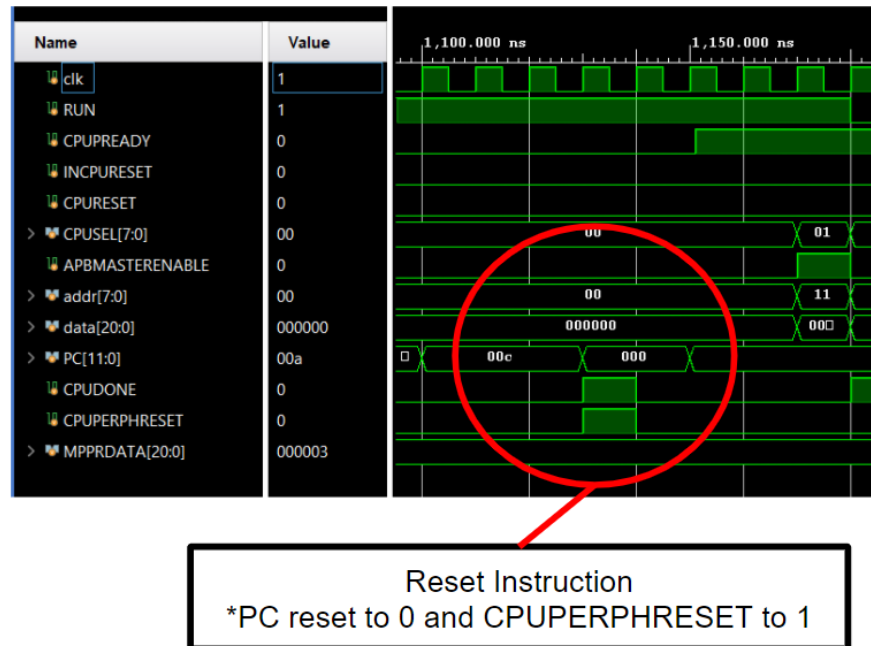 Name Value
1,100.000 ns 1,150.000 ns
clk 1
RUN 1
CPUPREADY 0
INCPURESET 0
CPURESET 0
> CPUSEL[7:0] 00 00 01
APBMASTERENABLE 0
> addr[7:0] 00 00 11
> data[20:0] 000000 000000 00
> PC[11:0] 00a 00c 000
CPUDONE 0
CPUPERPHRESET 0
> MPPRDATA[20:0] 000003
Reset Instruction
*PC reset to 0 and CPUPERPHRESET to 1